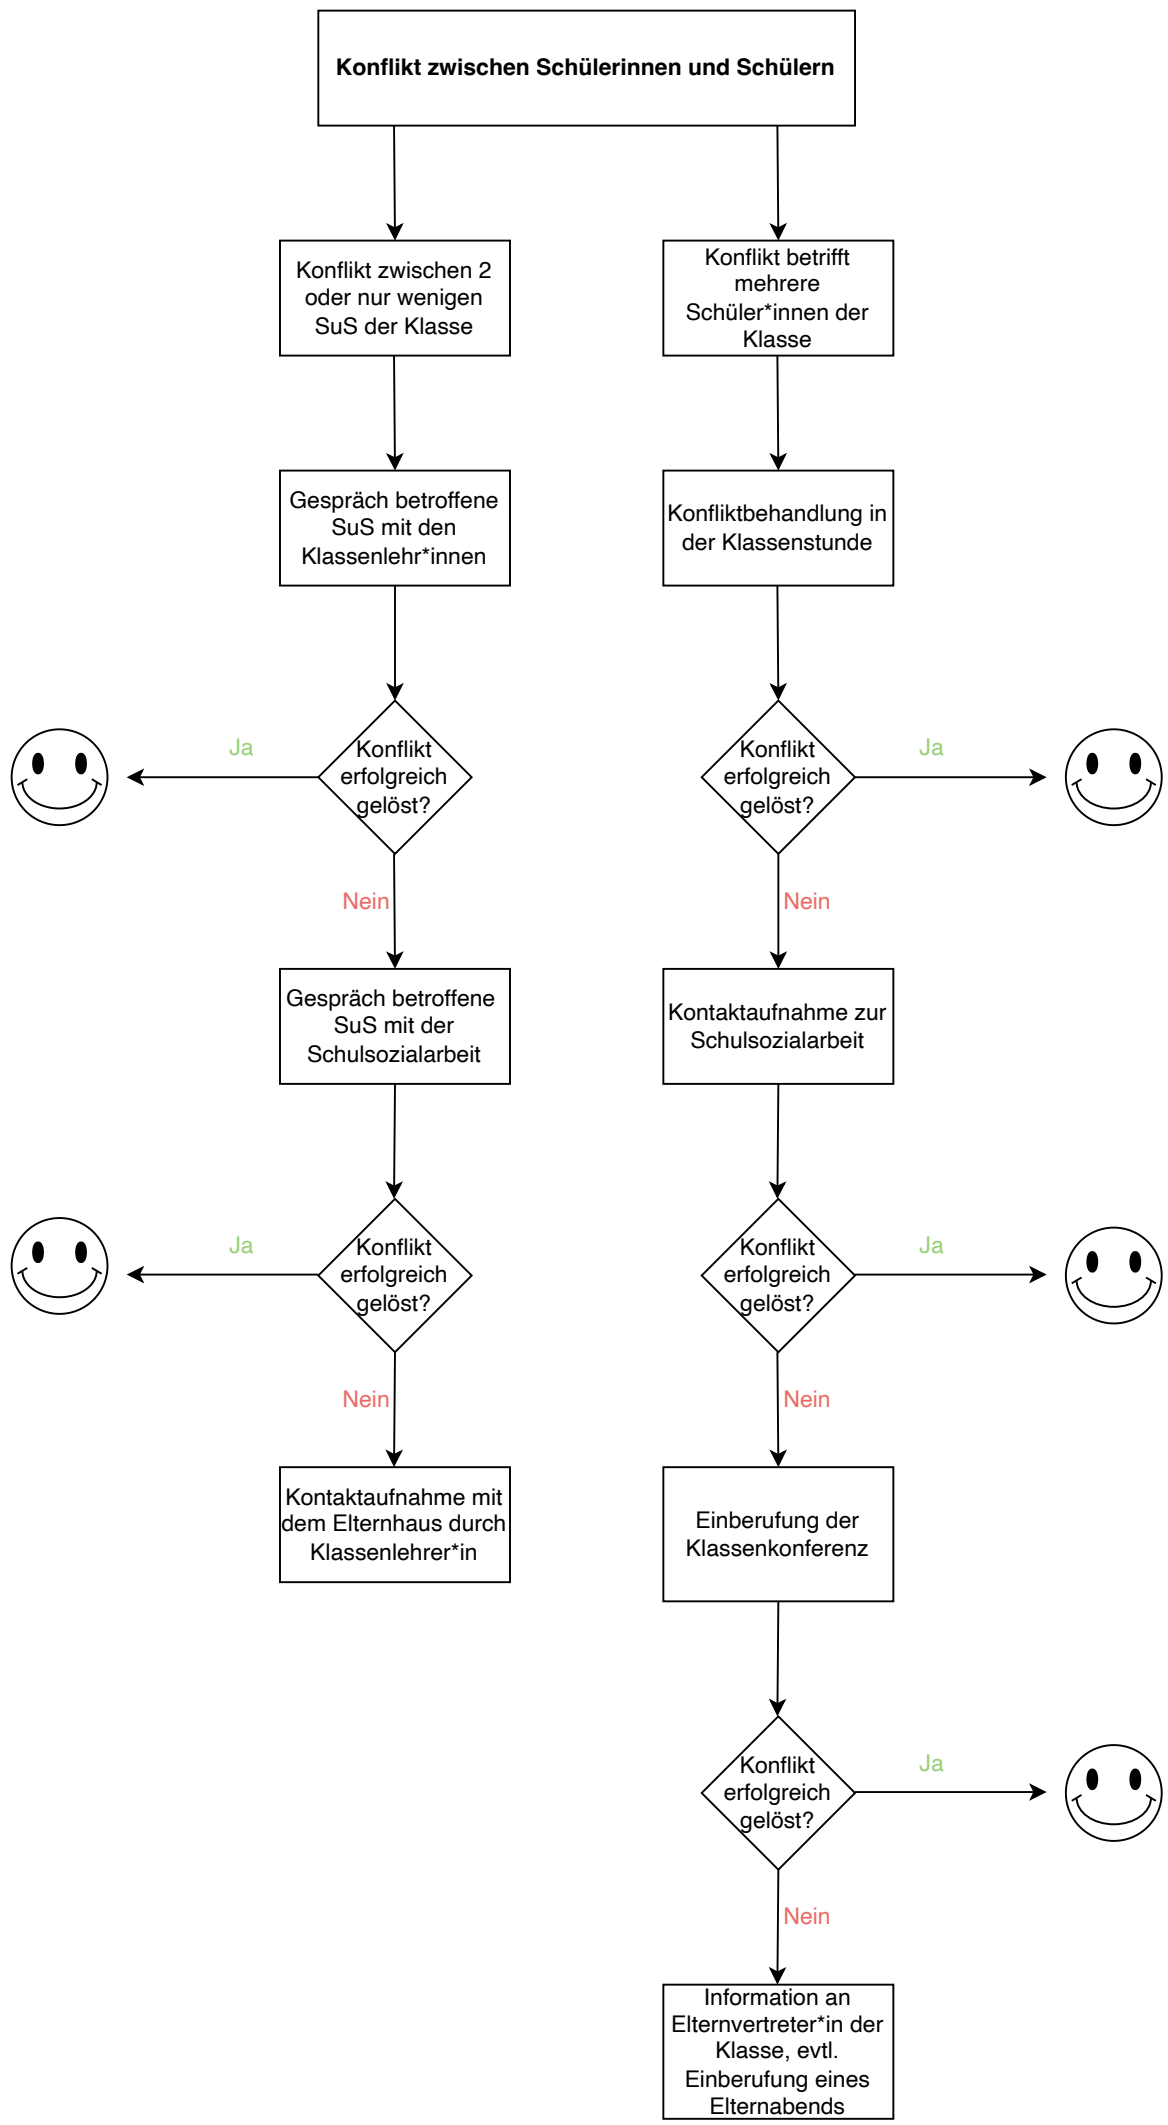 Konflikt zwischen Schülerinnen und Schülern
Konflikt zwischen 2
oder nur wenigen
SuS der Klasse
Konflikt betrifft
mehrere
Schüler*innen der
Klasse
Gespräch betroffene
SuS mit den
Klassenlehr*innen
Konfliktbehandlung in
der Klassenstunde
Ja
Konflikt
erfolgreich
gelöst?
Konflikt
erfolgreich
gelöst?
Ja
Nein
Nein
Gespräch betroffene
SuS mit der
Schulsozialarbeit
Kontaktaufnahme zur
Schulsozialarbeit
Ja
Konflikt
erfolgreich
gelöst?
Konflikt
erfolgreich
gelöst?
Ja
Nein
Nein
Kontaktaufnahme mit
dem Elternhaus durch
Klassenlehrer*in
Einberufung der
Klassenkonferenz
Konflikt
erfolgreich
gelöst?
Ja
Nein
Information an
Elternvertreter*in der
Klasse, evtl.
Einberufung eines
Elternabends